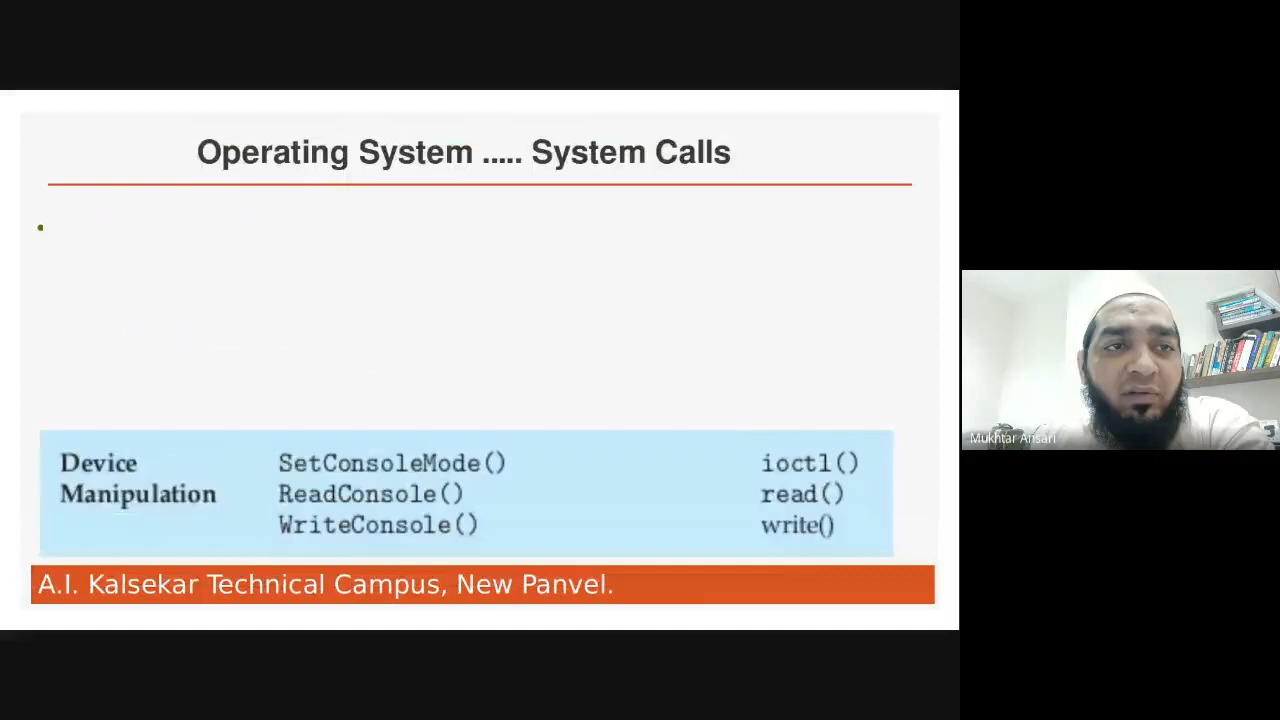 Operating System ..... System Calls
•
Device SetConsoleMode() ioctl()
Manipulation ReadConsole() read()
WriteConsole() write()
A.I. Kalsekar Technical Campus, New Panvel.
Mukhtar Ansari